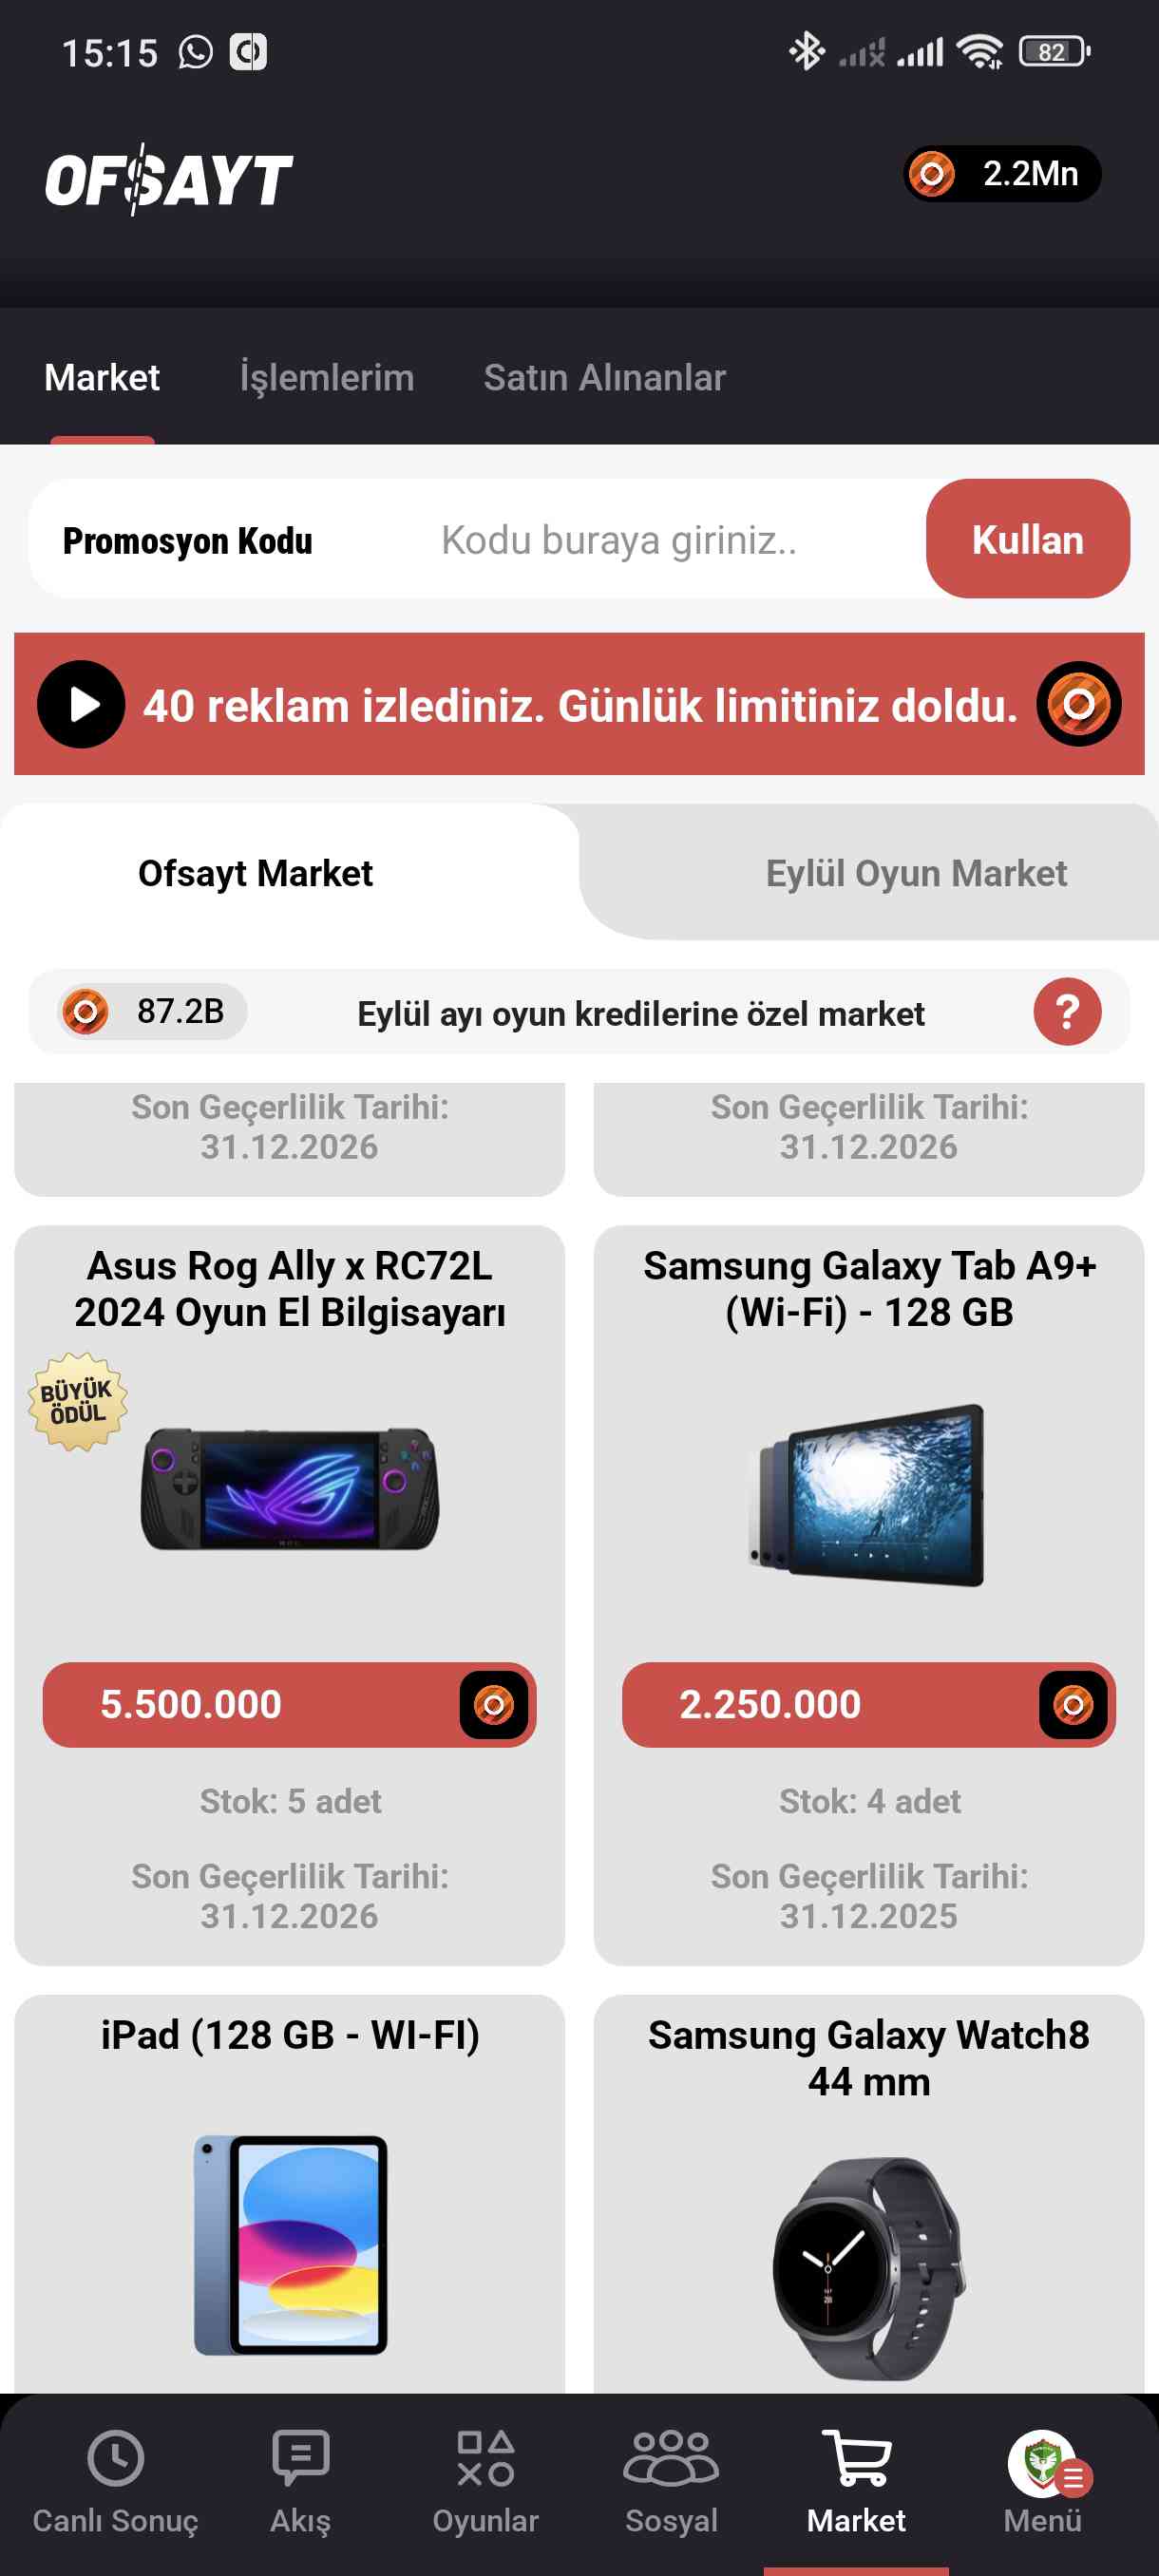 15:15
82
OFSAYT
2.2Mn
Market İşlemlerim Satın Alınanlar
Promosyon Kodu Kodu buraya giriniz.. Kullan
40 reklam izlediniz. Günlük limitiniz doldu.
Ofsayt Market Eylül Oyun Market
87.2B Eylül ayı oyun kredilerine özel market ?
Son Geçerlilik Tarihi:
31.12.2026
Son Geçerlilik Tarihi:
31.12.2026
Asus Rog Ally x RC72L
2024 Oyun El Bilgisayarı
BÜYÜK
ÖDÜL
5.500.000
Stok: 5 adet
Son Geçerlilik Tarihi:
31.12.2026
Samsung Galaxy Tab A9+
(Wi-Fi) - 128 GB
2.250.000
Stok: 4 adet
Son Geçerlilik Tarihi:
31.12.2025
iPad (128 GB - WI-FI)
Samsung Galaxy Watch8
44 mm
Canlı Sonuç Akış Oyunlar Sosyal Market Menü